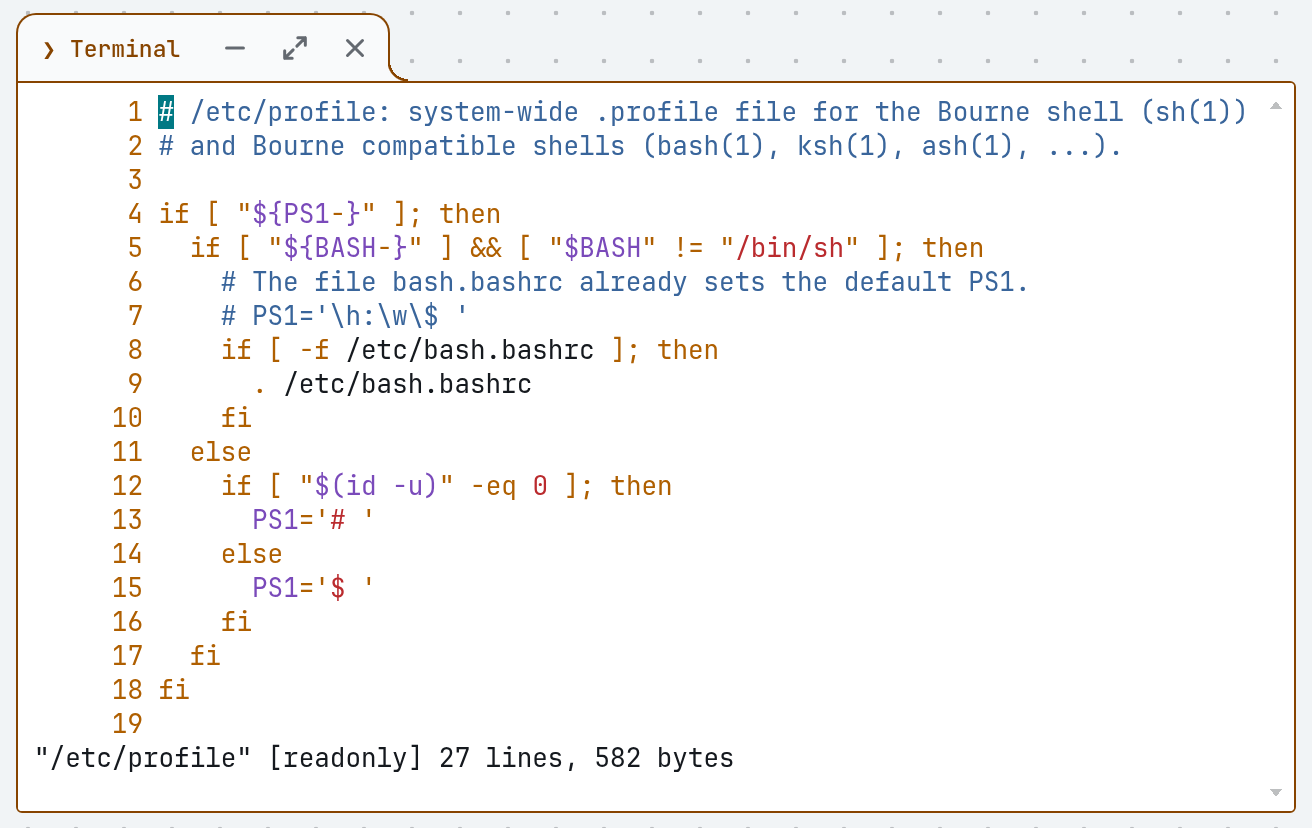 ❯ Terminal
1 # /etc/profile: system-wide .profile file for the Bourne shell (sh(1))
2 # and Bourne compatible shells (bash(1), ksh(1), ash(1), ...).
3
4 if [ "${PS1-}" ]; then
5   if [ "${BASH-}" ] && [ "$BASH" != "/bin/sh" ]; then
6     # The file bash.bashrc already sets the default PS1.
7     # PS1='\h:\w\$ '
8     if [ -f /etc/bash.bashrc ]; then
9       . /etc/bash.bashrc
10     fi
11   else
12     if [ "$(id -u)" -eq 0 ]; then
13       PS1='# '
14     else
15       PS1='$ '
16     fi
17   fi
18 fi
19
"/etc/profile" [readonly] 27 lines, 582 bytes